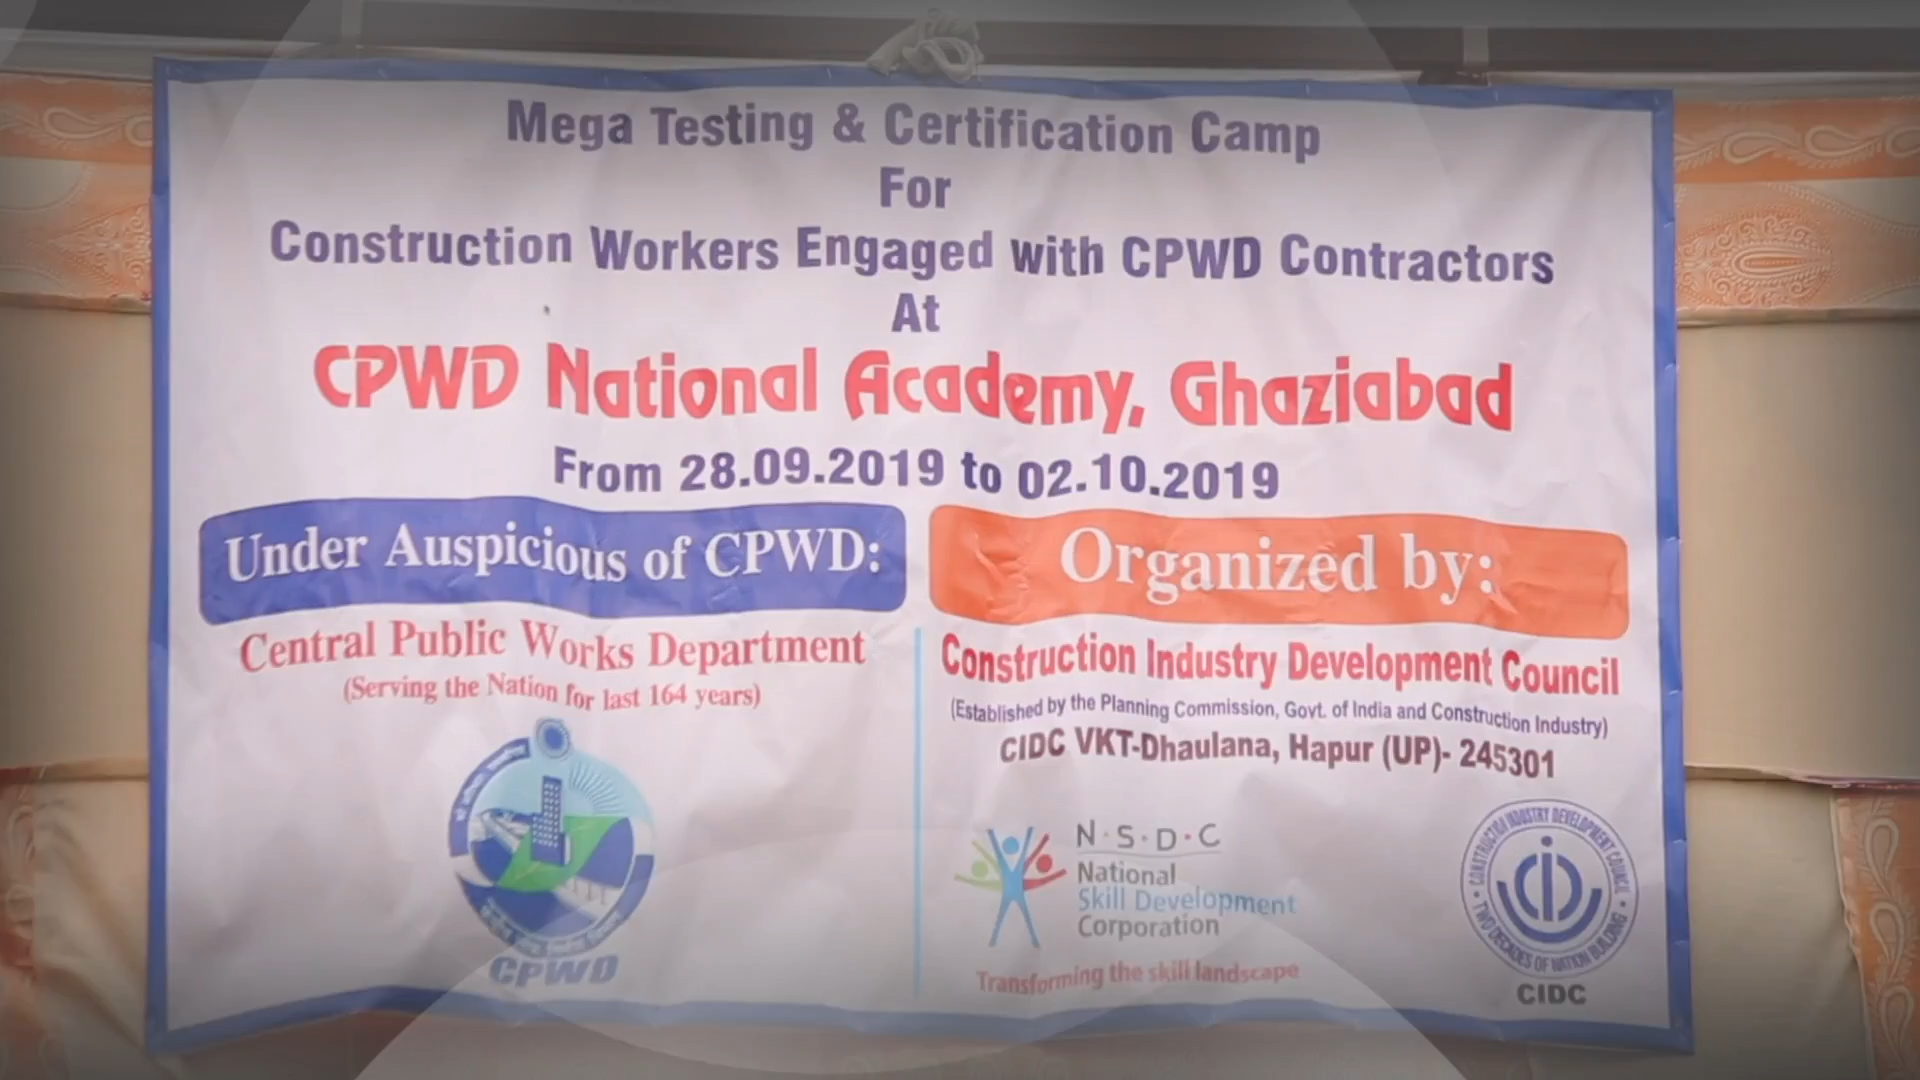 Mega Testing & Certification Camp
For
Construction Workers Engaged with CPWD Contractors
At
CPWD National Academy, Ghaziabad
From 28.09.2019 to 02.10.2019
Under Auspicious of CPWD:
Central Public Works Department
(Serving the Nation for last 164 years)
CPWD
Organized by:
Construction Industry Development Council
(Established by the Planning Commission, Govt. of India and Construction Industry)
CIDC VKT-Dhaulana, Hapur (UP)- 245301
N·S·D·C
National
Skill Development
Corporation
Transforming the skill landscape
CONSTRUCTION INDUSTRY DEVELOPMENT COUNCIL
TWO DECADES OF NATION BUILDING
CIDC